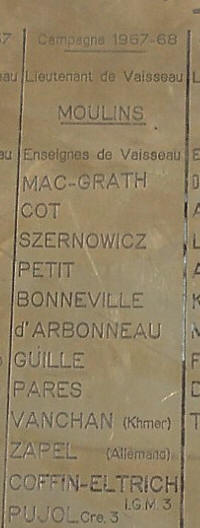 Campagne 1967-68
Lieutenant de Vaisseau
MOULINS
Enseignes de Vaisseau
MAC-GRATH
COT
SZERNOWICZ
PETIT
BONNEVILLE
d'ARBONNEAU
GUILLE
PARES
VANCHAN (Khmer)
ZAPEL (Allemand)
COFFIN-ELTRICH
I.G.M. 3
PUJOL Cre. 3